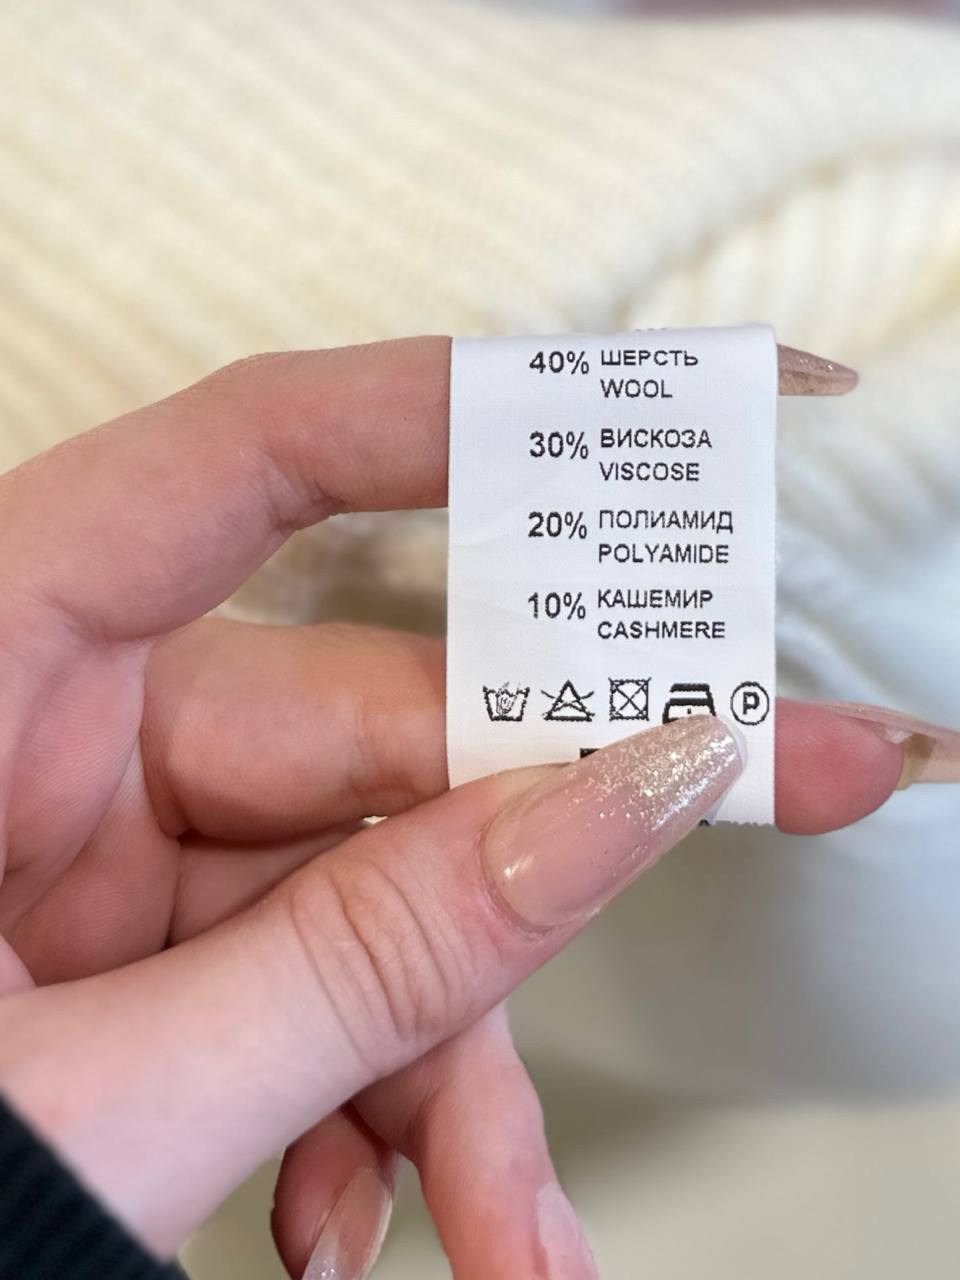 40% ШЕРСТЬ
WOOL
30% ВИСКОЗА
VISCOSE
20% ПОЛИАМИД
POLYAMIDE
10% КАШЕМИР
CASHMERE
P